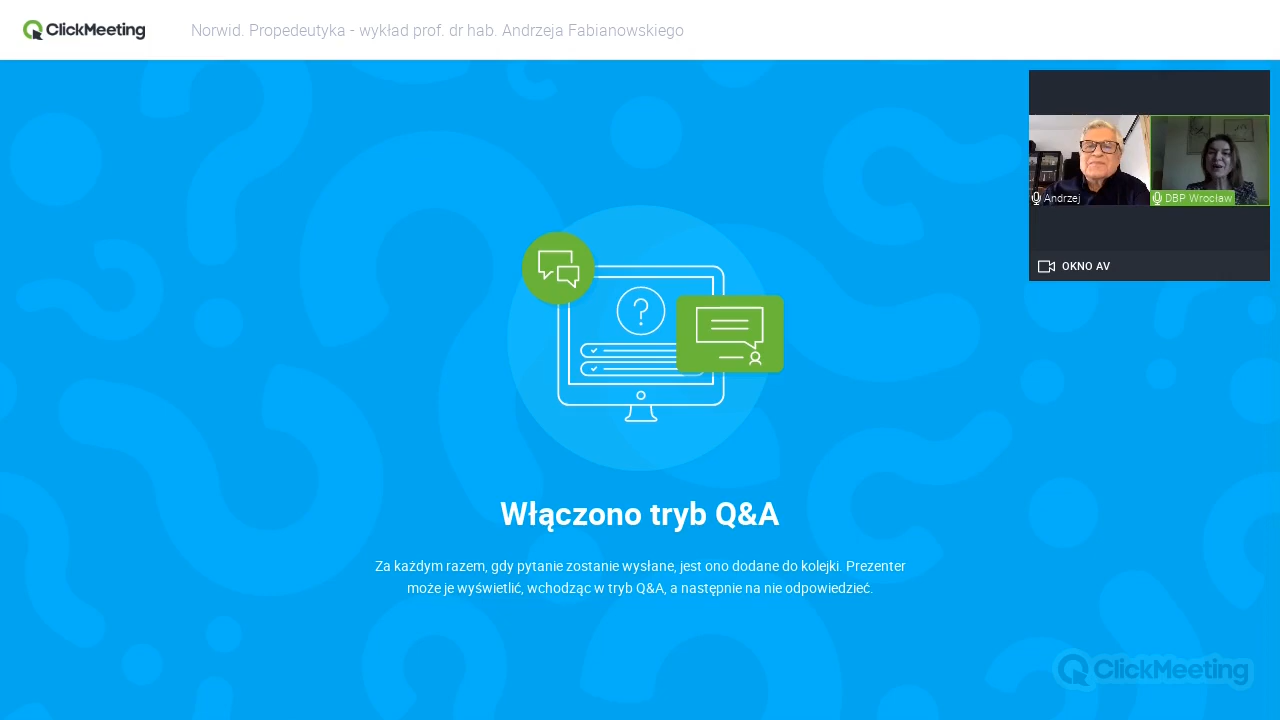 ClickMeeting
Norwid. Propedeutyka - wykład prof. dr hab. Andrzeja Fabianowskiego
Andrzej
DBP Wrocław
OKNO AV
Włączono tryb Q&A
Za każdym razem, gdy pytanie zostanie wysłane, jest ono dodane do kolejki. Prezenter
może je wyświetlić, wchodząc w tryb Q&A, a następnie na nie odpowiedzieć.
ClickMeeting